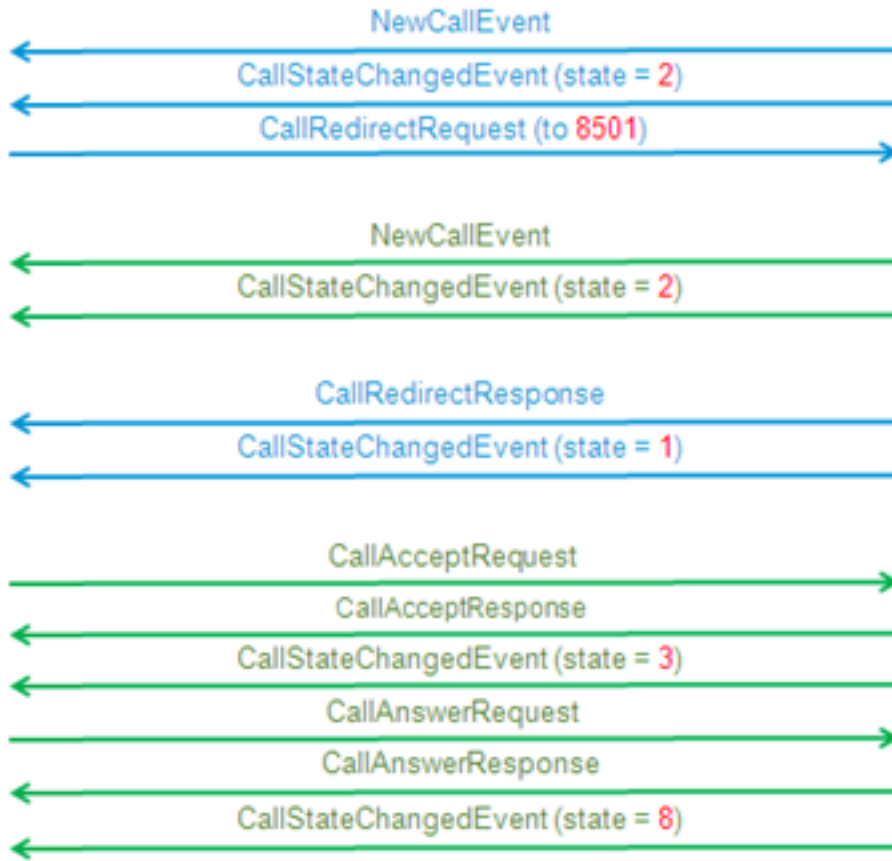 NewCallEvent
CallStateChangedEvent (state = 2)
CallRedirectRequest (to 8501)
NewCallEvent
CallStateChangedEvent (state = 2)
CallRedirectResponse
CallStateChangedEvent (state = 1)
CallAcceptRequest
CallAcceptResponse
CallStateChangedEvent (state = 3)
CallAnswerRequest
CallAnswerResponse
CallStateChangedEvent (state = 8)